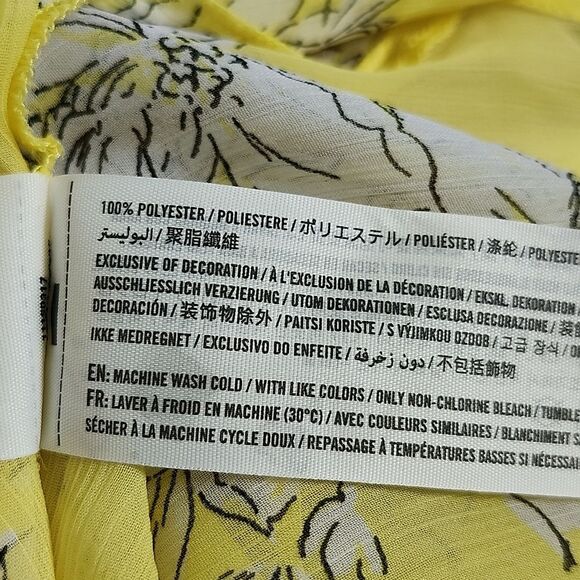 100% POLYESTER / POLIESTERE / ポリエステル / POLIÉSTER / 涤纶 / POLYESTE
البوليستر / 聚脂纖維
EXCLUSIVE OF DECORATION / À L'EXCLUSION DE LA DÉCORATION / EKSKL. DEKORATION
AUSSCHLIESSLICH VERZIERUNG / UTOM DEKORATIONEN / ESCLUSA DECORAZIONE /
DECORACIÓN / 装饰物除外 / PAITSI KORISTE / S VÝJIMKOU OZDOB / 고급 장식 /
IKKE MEDREGNET / EXCLUSIVO DO ENFEITE / دون زخرفة / 不包括飾物
EN: MACHINE WASH COLD / WITH LIKE COLORS / ONLY NON-CHLORINE BLEACH / TUMBLE
FR: LAVER À FROID EN MACHINE (30°C) / AVEC COULEURS SIMILAIRES / BLANCHIMENT
SÉCHER À LA MACHINE CYCLE DOUX / REPASSAGE À TEMPÉRATURES BASSES SI NÉCESSAI